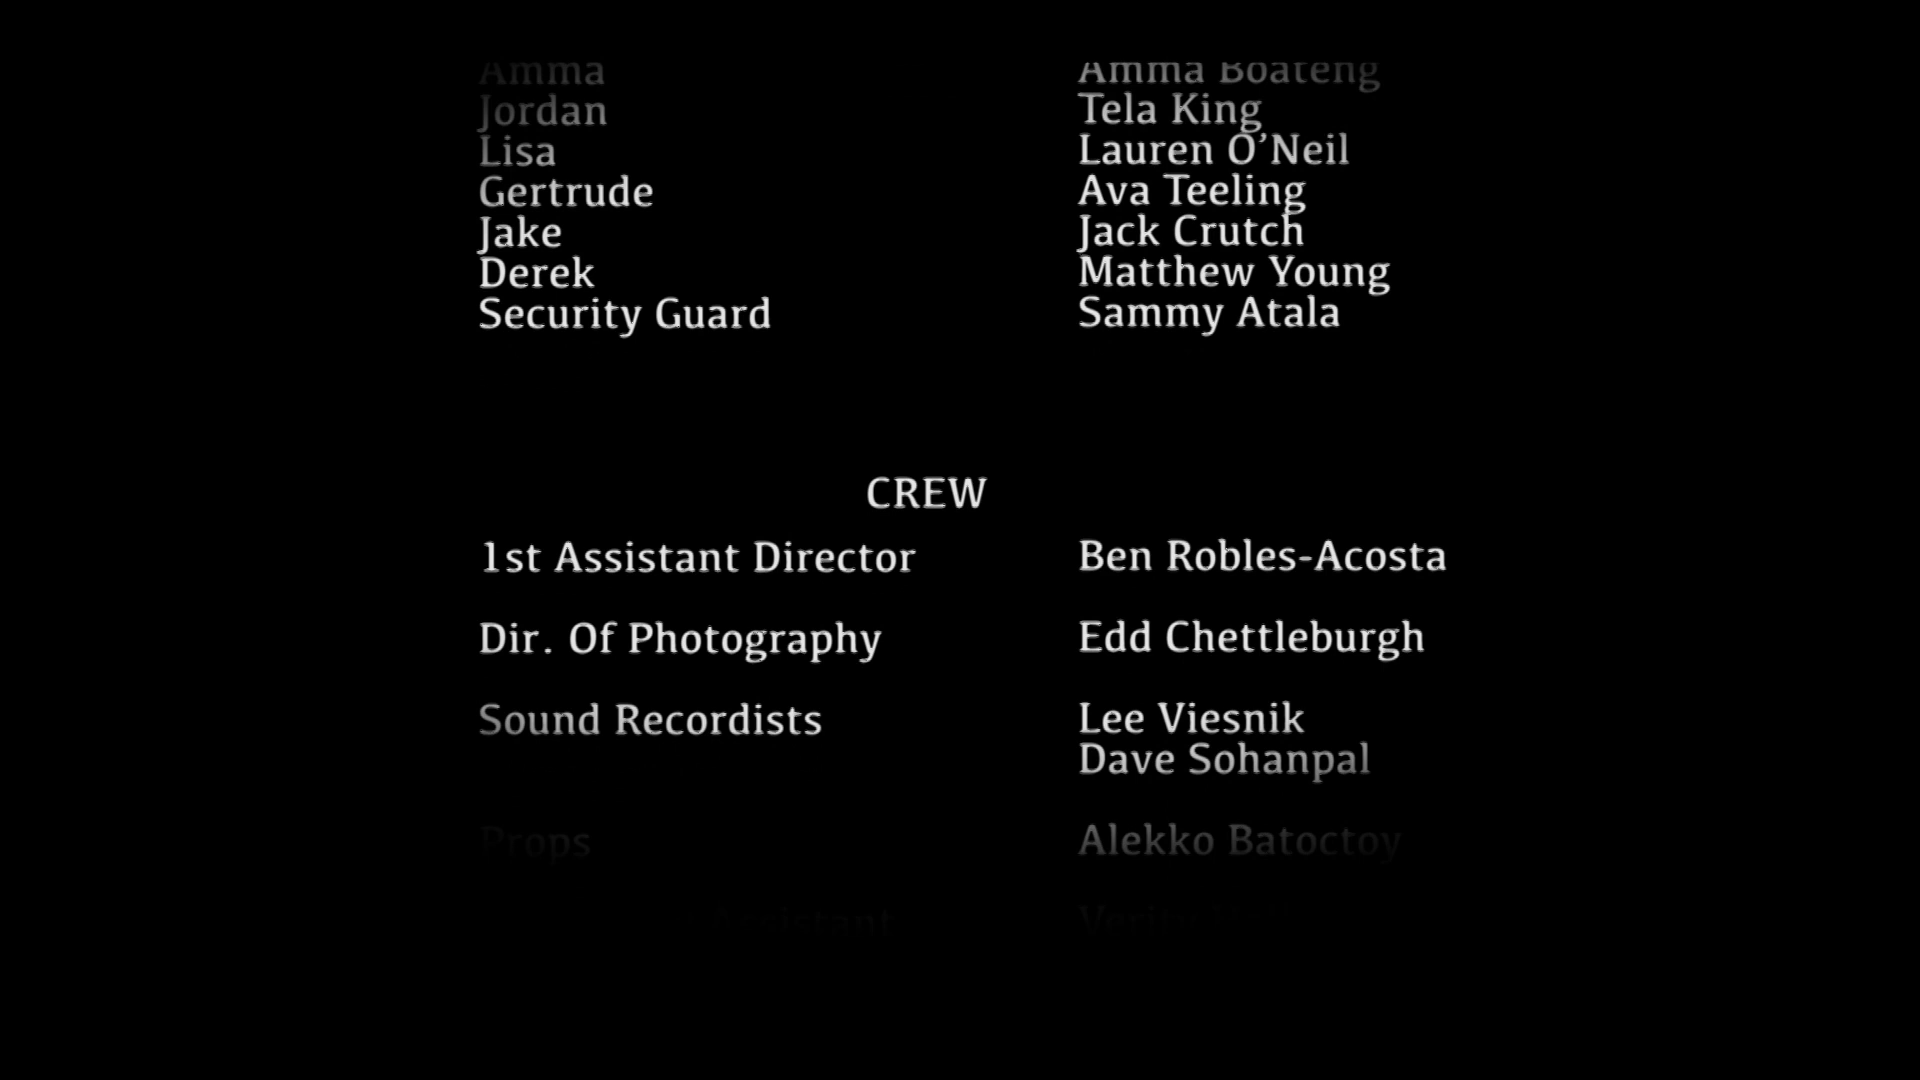 Amma Amma Boateng
Jordan Tela King
Lisa Lauren O’Neil
Gertrude Ava Teeling
Jake Jack Crutch
Derek Matthew Young
Security Guard Sammy Atala
CREW
1st Assistant Director Ben Robles-Acosta
Dir. Of Photography Edd Chettleburgh
Sound Recordists Lee Viesnik
Dave Sohanpal
Props Alekko Batoctoy
Assistant Verity